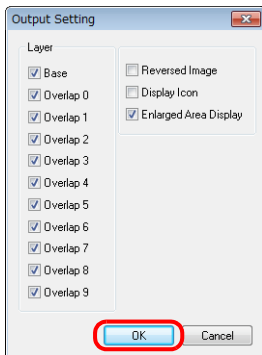 Output Setting
Layer
Base
Overlap 0
Overlap 1
Overlap 2
Overlap 3
Overlap 4
Overlap 5
Overlap 6
Overlap 7
Overlap 8
Overlap 9
Reversed Image
Display Icon
Enlarged Area Display
OK
Cancel